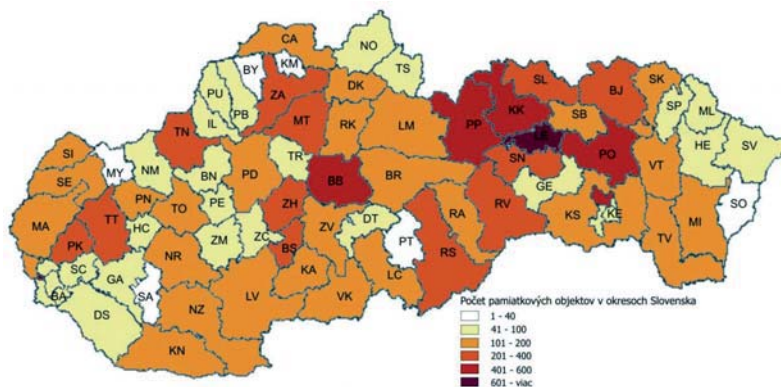 CA
NO
BY
KM
TS
PU
ZA
DK
SL
BJ
SK
PB
KK
SP
ML
IL
MT
RK
LM
PP
SB
TN
LE
HE
SV
SI
TR
SN
PO
MY
NM
BN
PD
BB
BR
VT
SE
GE
SO
PN
PE
ZH
RV
MA
TT
TO
RA
KS
KE
MI
PK
HC
ZM
ZC
ZV
DT
PT
TV
BS
NR
RS
SC
GA
KA
LC
BA
SA
DS
NZ
LV
VK
KN
Počet pamiatkových objektov v okresoch Slovenska
1 - 40
41 - 100
101 - 200
201 - 400
401 - 600
601 - viac